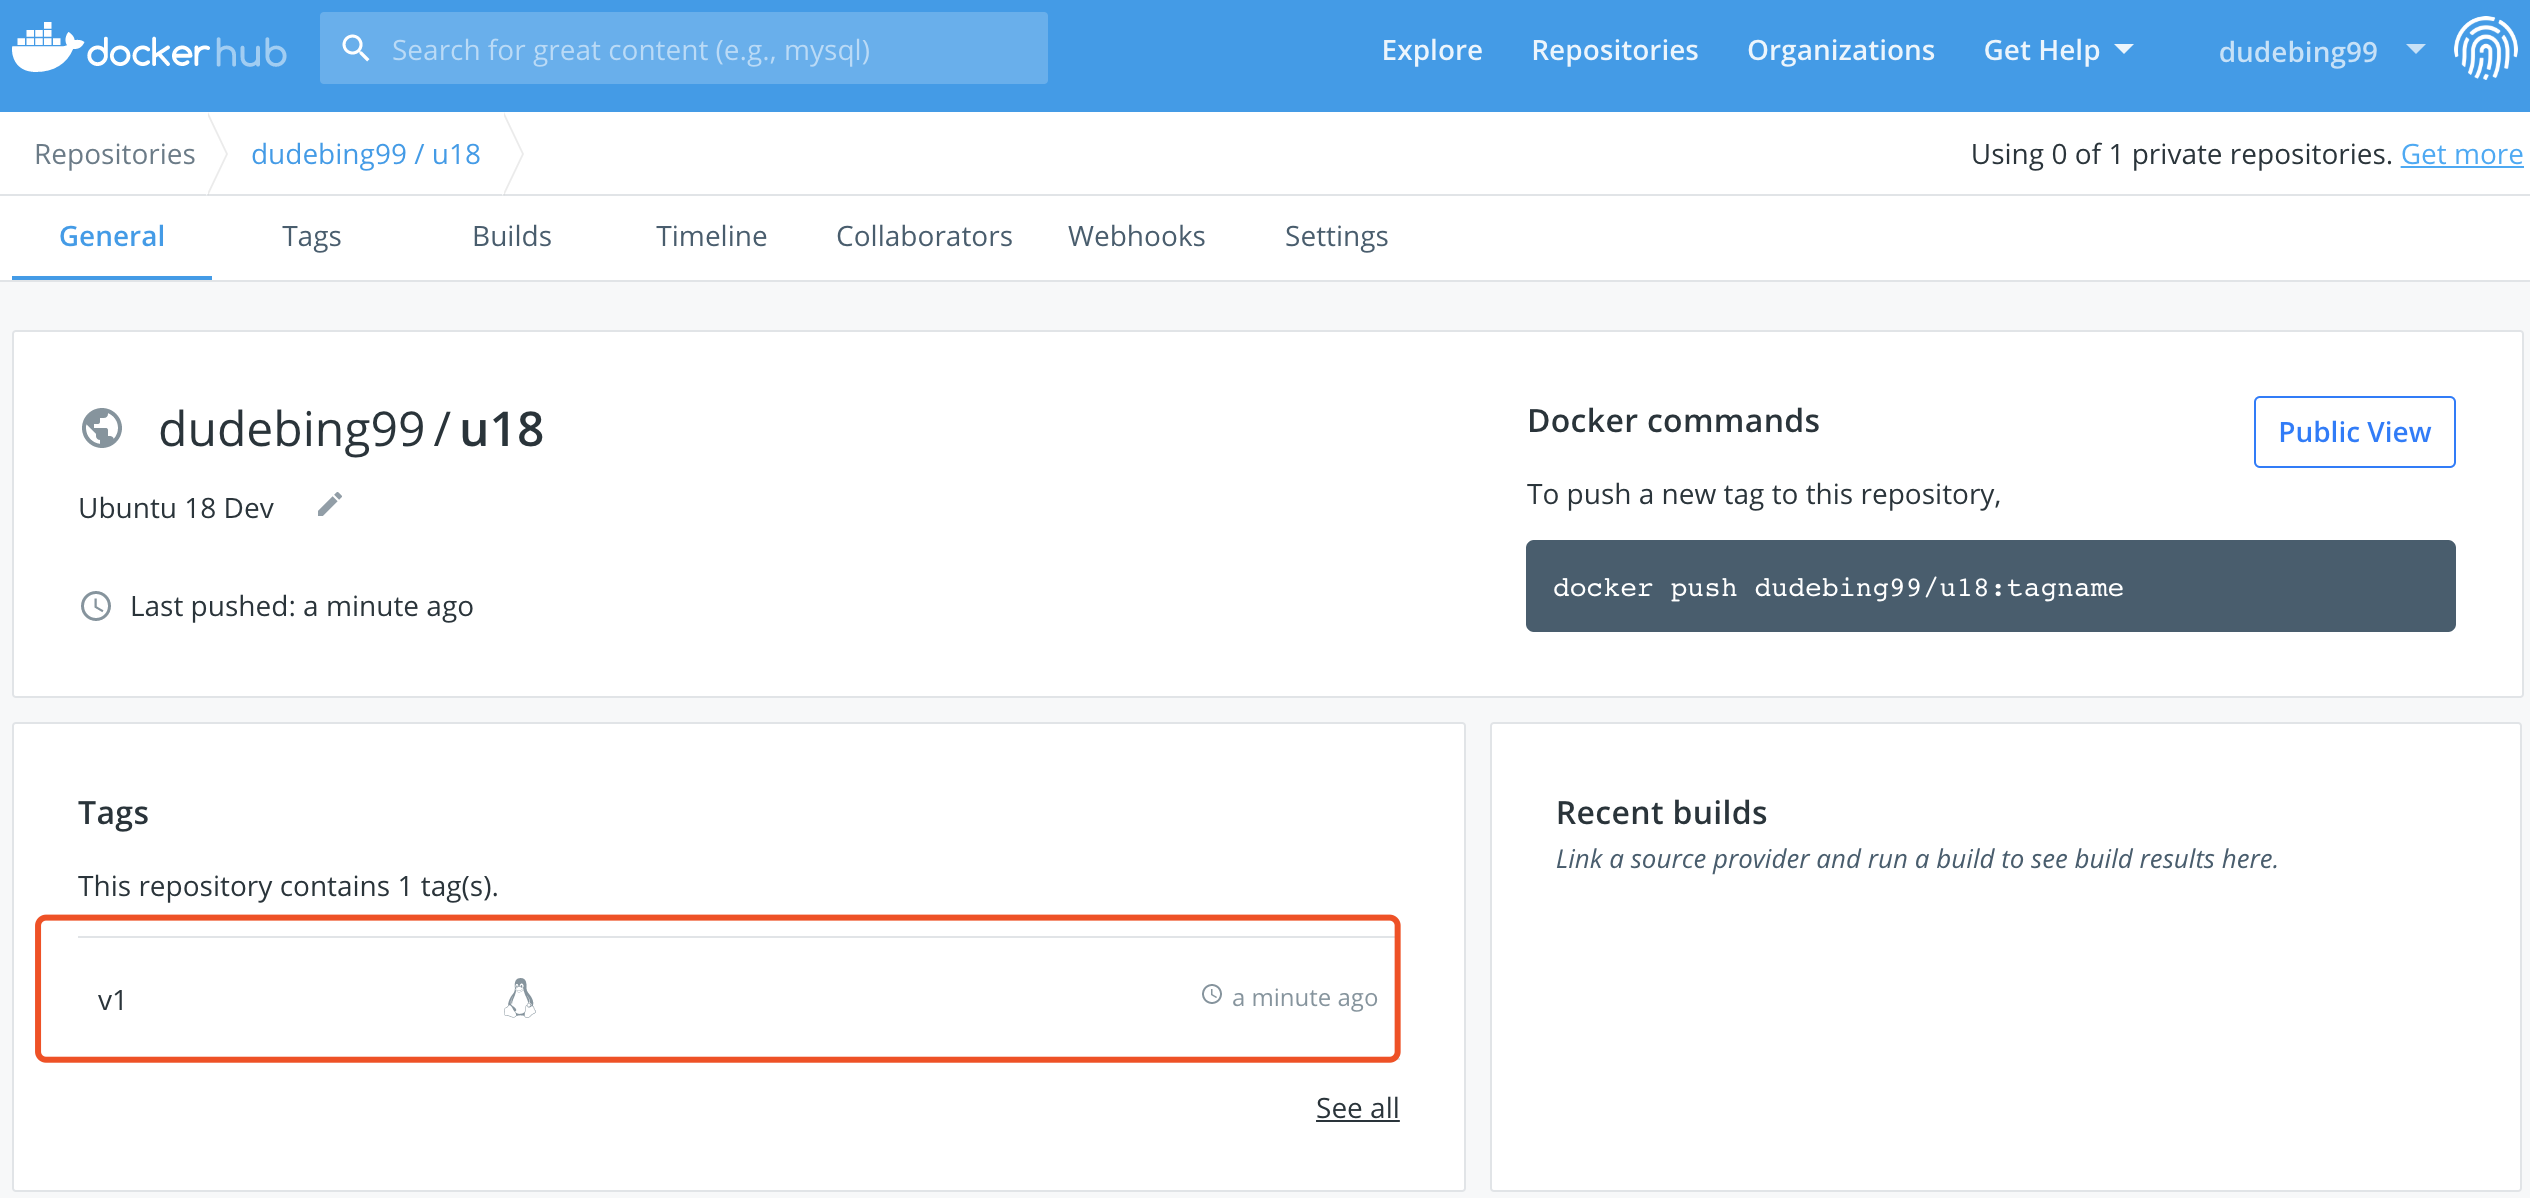 docker hub
Search for great content (e.g., mysql)
Explore
Repositories
Organizations
Get Help
dudebing99
Repositories
dudebing99 / u18
Using 0 of 1 private repositories. Get more
General
Tags
Builds
Timeline
Collaborators
Webhooks
Settings
dudebing99 / u18
Ubuntu 18 Dev
Last pushed: a minute ago
Docker commands
Public View
To push a new tag to this repository,
docker push dudebing99/u18:tagname
Tags
This repository contains 1 tag(s).
v1
a minute ago
See all
Recent builds
Link a source provider and run a build to see build results here.